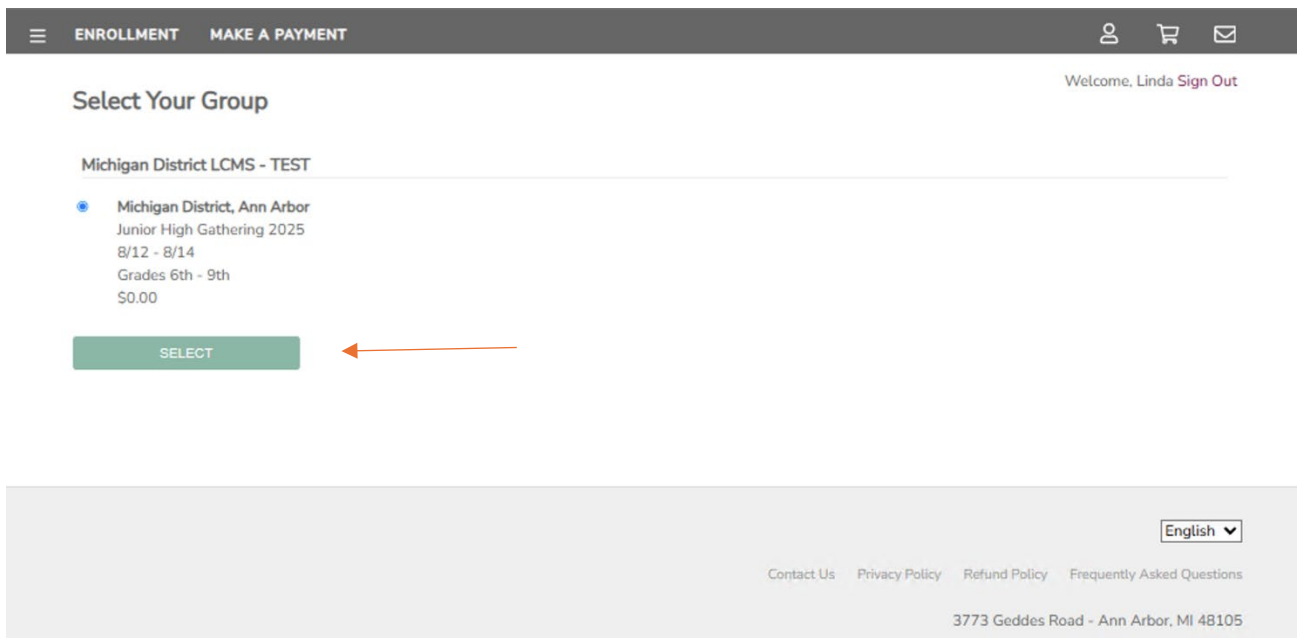 ENROLLMENT MAKE A PAYMENT
Welcome, Linda Sign Out
Select Your Group
Michigan District LCMS - TEST
Michigan District, Ann Arbor
Junior High Gathering 2025
8/12 - 8/14
Grades 6th - 9th
$0.00
SELECT
English
Contact Us Privacy Policy Refund Policy Frequently Asked Questions
3773 Geddes Road - Ann Arbor, MI 48105